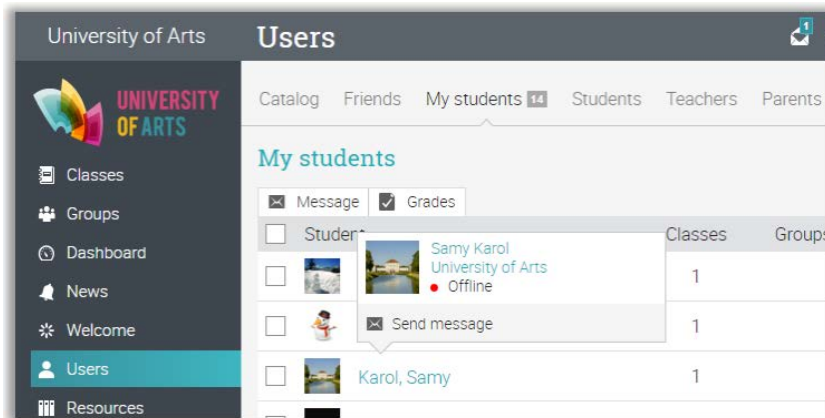 University of Arts
Users
1
UNIVERSITY
OF ARTS
Classes
Groups
Dashboard
News
Welcome
Users
Resources
Catalog Friends My students 14 Students Teachers Parents
My students
Message Grades
Classes Groups
Samy Karol
University of Arts
Offline
Send message
1
1
Karol, Samy 1